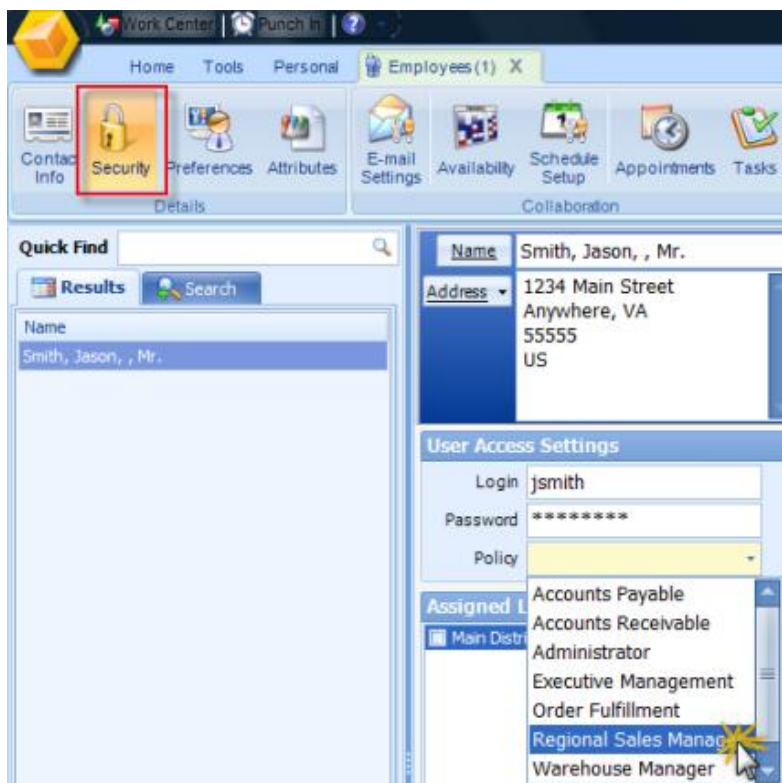 Work Center Punch In
Home Tools Personal Employees (1) X
Contac Info Security Preferences Attributes E-mail Settings Availability Schedule Setup Appointments Tasks
Details Collaboration
Quick Find
Results Search
Name
Smith, Jason, , Mr.
Name Smith, Jason, , Mr.
Address 1234 Main Street
Anywhere, VA
55555
US
User Access Settings
Login jsmith
Password ********
Policy
Assigned L
Main Distri
Accounts Payable
Accounts Receivable
Administrator
Executive Management
Order Fulfillment
Regional Sales Manag
Warehouse Manager